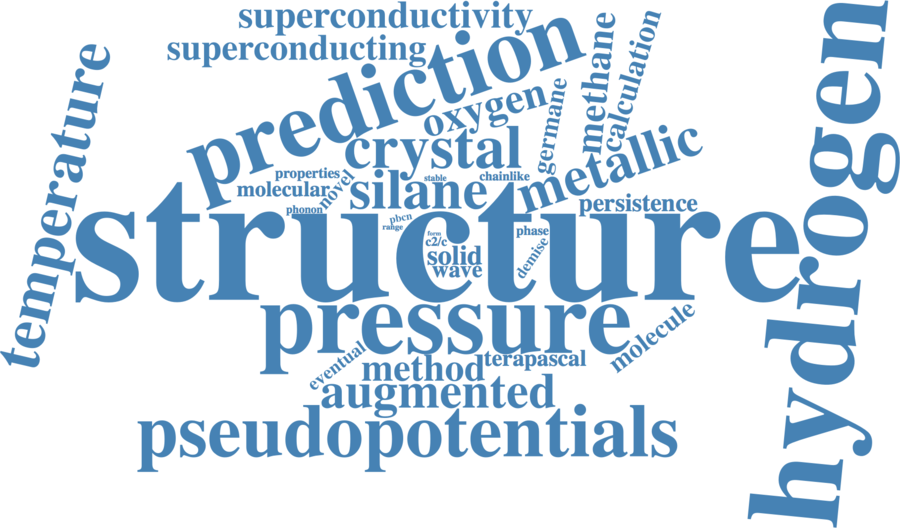 superconductivity
superconducting
prediction
temperature
hydrogen
methane
calculation
oxygen
germane
crystal
metallic
properties
stable
chainlike
molecular
novel
silane
persistence
phonon
structure
pbcn
range
form
c2/c
phase
demise
solid
wave
pressure
molecule
eventual
method
terapascal
augmented
pseudopotentials